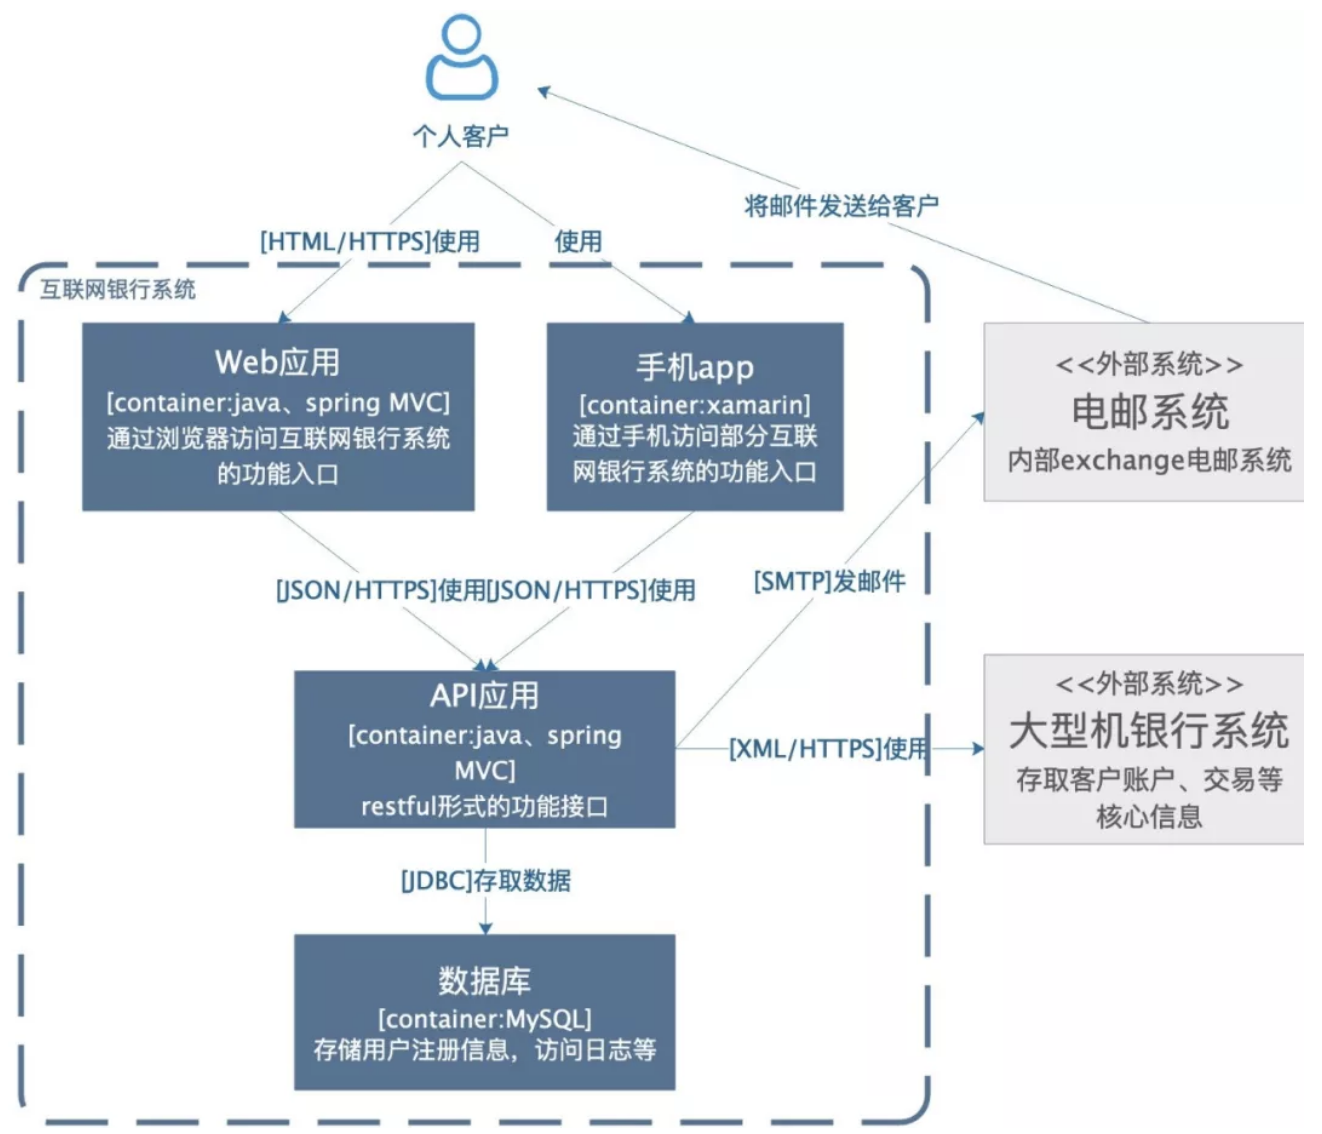 个人客户
将邮件发送给客户
[HTML/HTTPS]使用
使用
互联网银行系统
Web应用
[container:java、spring MVC]
通过浏览器访问互联网银行系统
的功能入口
手机app
[container:xamarin]
通过手机访问部分互联
网银行系统的功能入口
<<外部系统>>
电邮系统
内部exchange电邮系统
[JSON/HTTPS]使用
[JSON/HTTPS]使用
[SMTP]发邮件
API应用
[container:java、spring
MVC]
restful形式的功能接口
[XML/HTTPS]使用
<<外部系统>>
大型机银行系统
存取客户账户、交易等
核心信息
[JDBC]存取数据
数据库
[container:MySQL]
存储用户注册信息，访问日志等